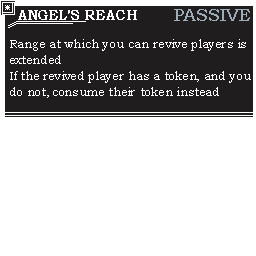 ANGEL'S REACH PASSIVE
Range at which you can revive players is
extended
If the revived player has a token, and you
do not, consume their token instead